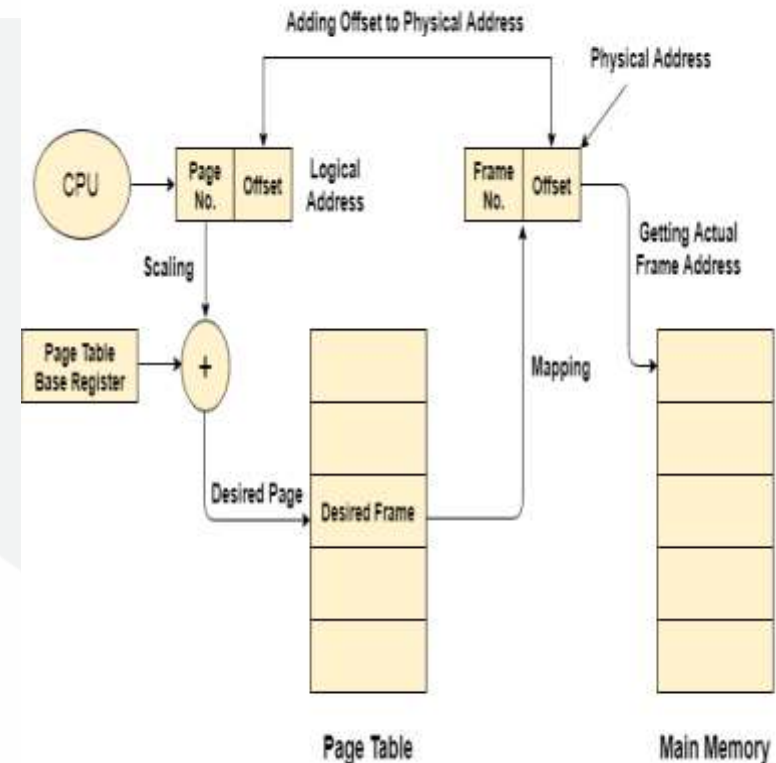 Adding Offset to Physical Address
Physical Address
CPU
Page
No.
Offset
Logical
Address
Frame
No.
Offset
Getting Actual
Frame Address
Scaling
Page Table
Base Register
+
Mapping
Desired Page
Desired Frame
Page Table
Main Memory